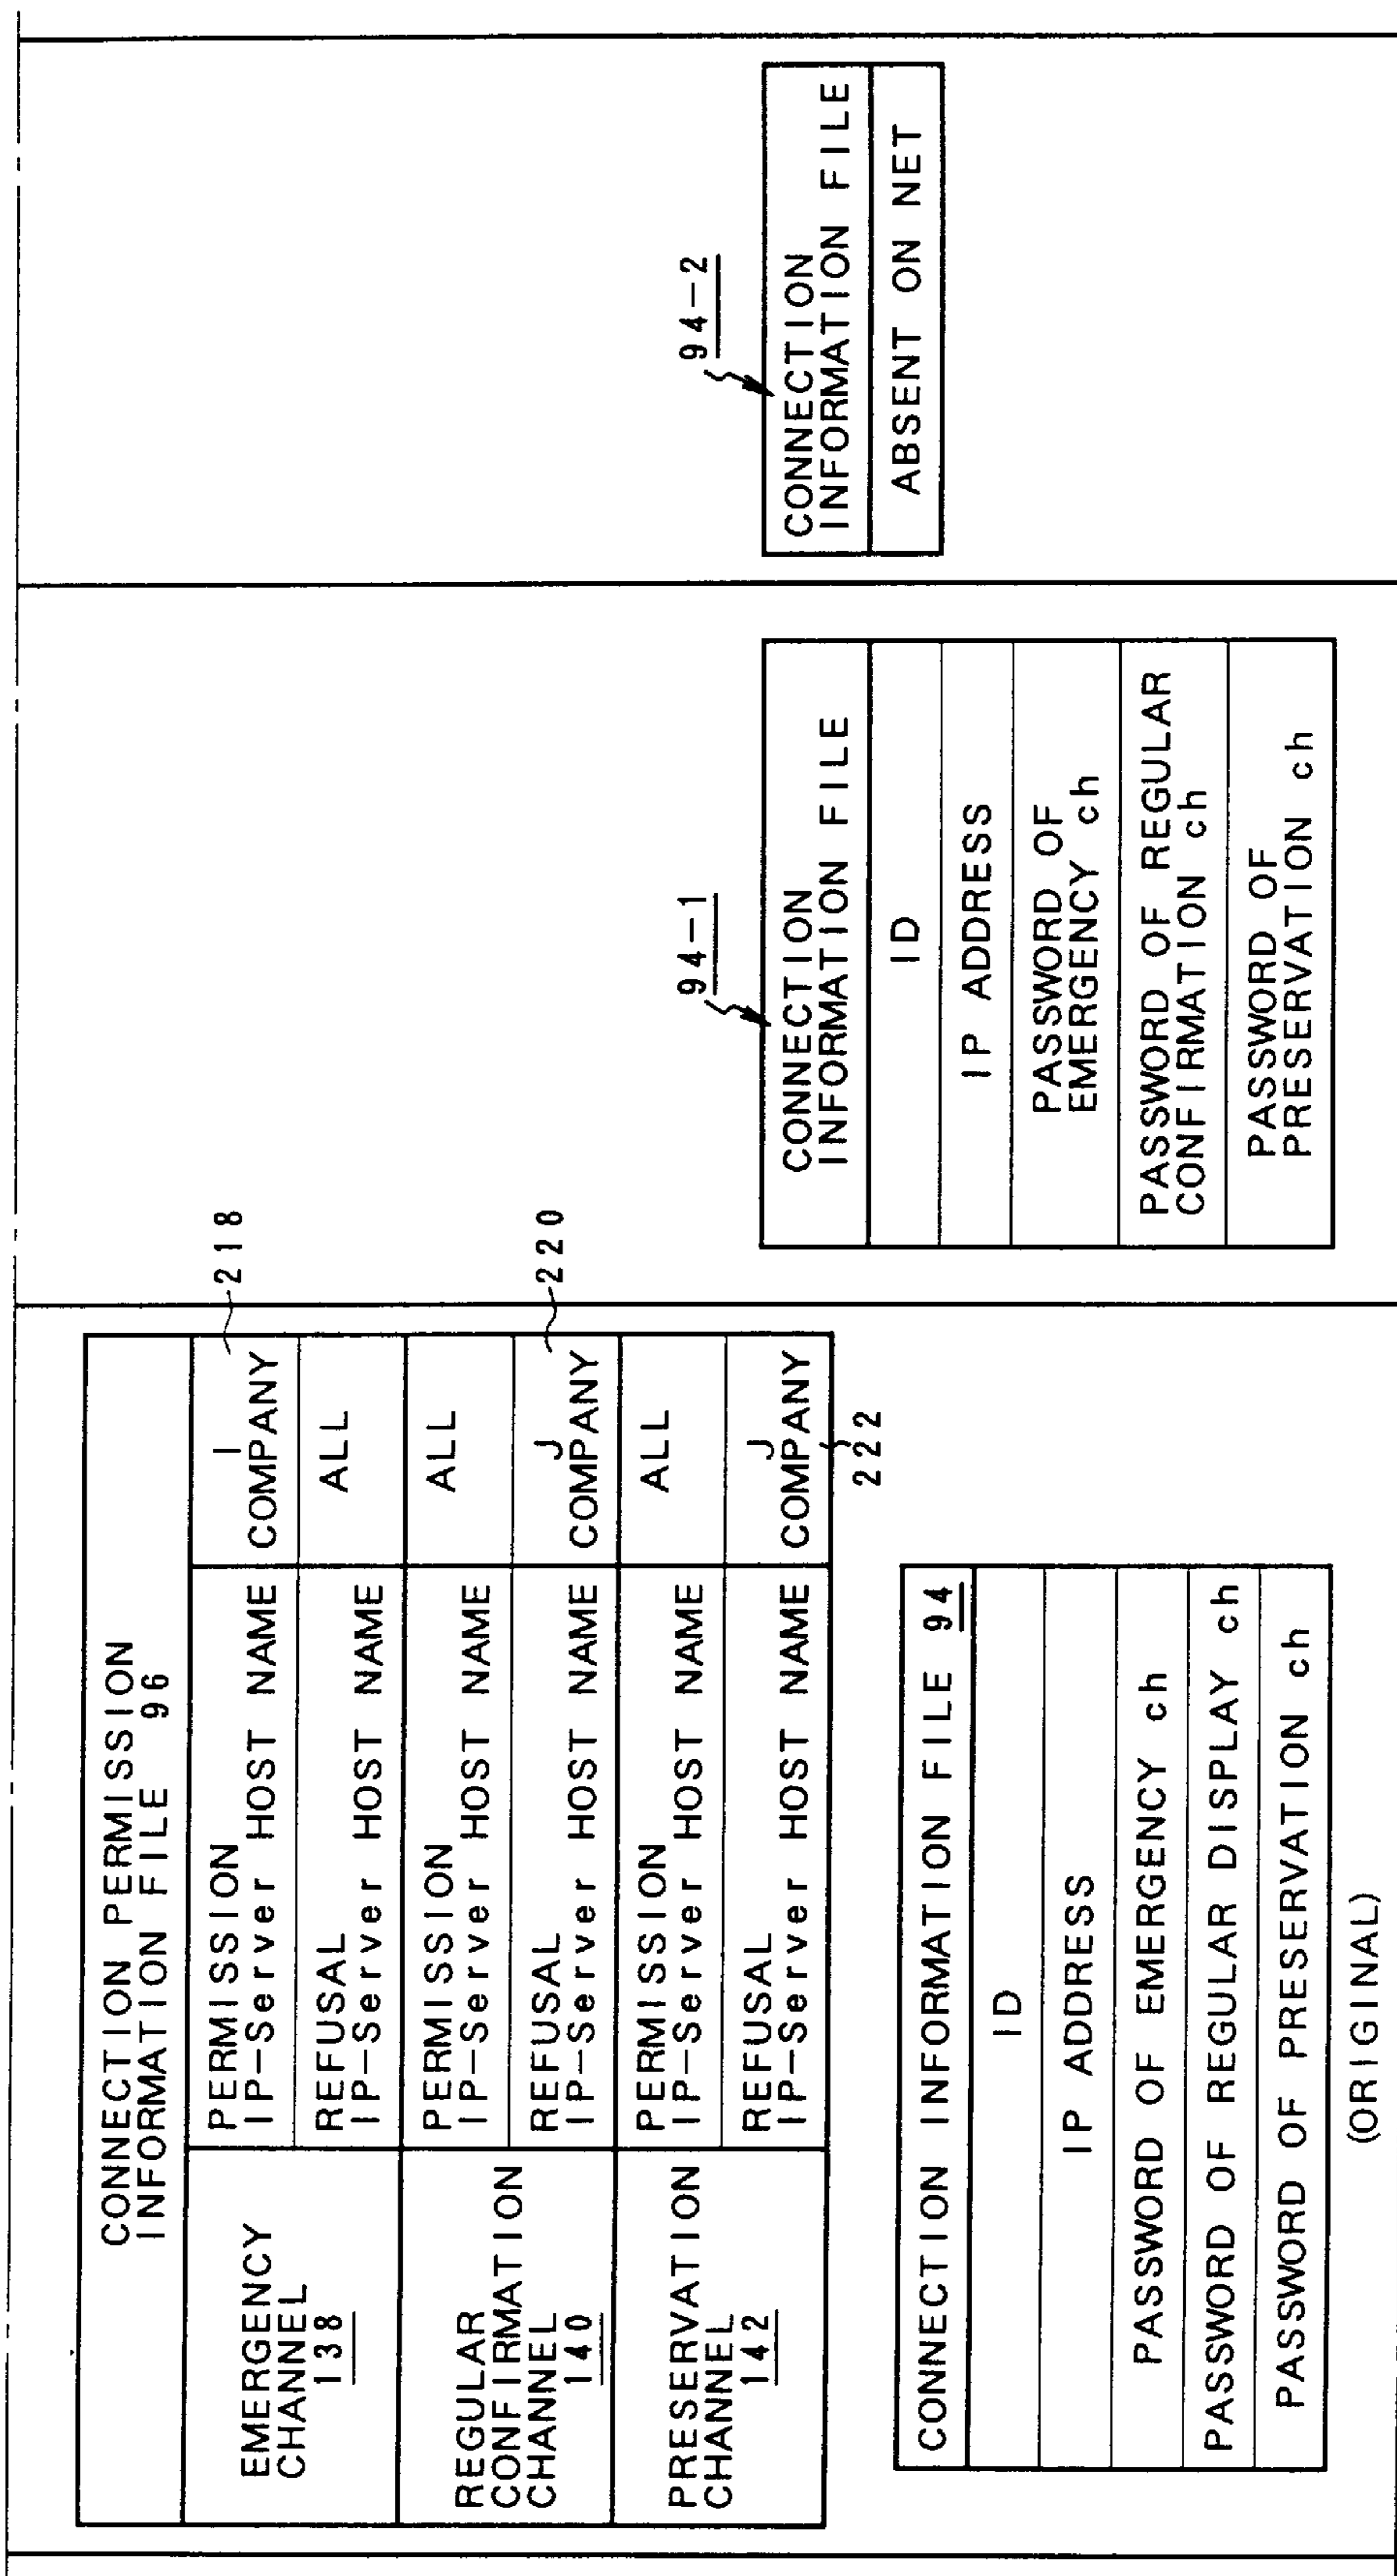 CONNECTION PERMISSION
INFORMATION FILE 96
EMERGENCY
CHANNEL
138
PERMISSION
IP-Server HOST NAME
I
COMPANY
218
REFUSAL
IP-Server HOST NAME
ALL
REGULAR
CONFIRMATION
CHANNEL
140
PERMISSION
IP-Server HOST NAME
ALL
REFUSAL
IP-Server HOST NAME
J
COMPANY
220
PRESERVATION
CHANNEL
142
PERMISSION
IP-Server HOST NAME
ALL
REFUSAL
IP-Server HOST NAME
J
COMPANY
222
CONNECTION INFORMATION FILE 94
ID
IP ADDRESS
PASSWORD OF EMERGENCY ch
PASSWORD OF REGULAR DISPLAY ch
PASSWORD OF PRESERVATION ch
(ORIGINAL)
94-1
CONNECTION
INFORMATION FILE
ID
IP ADDRESS
PASSWORD OF
EMERGENCY ch
PASSWORD OF REGULAR
CONFIRMATION ch
PASSWORD OF
PRESERVATION ch
94-2
CONNECTION
INFORMATION FILE
ABSENT ON NET